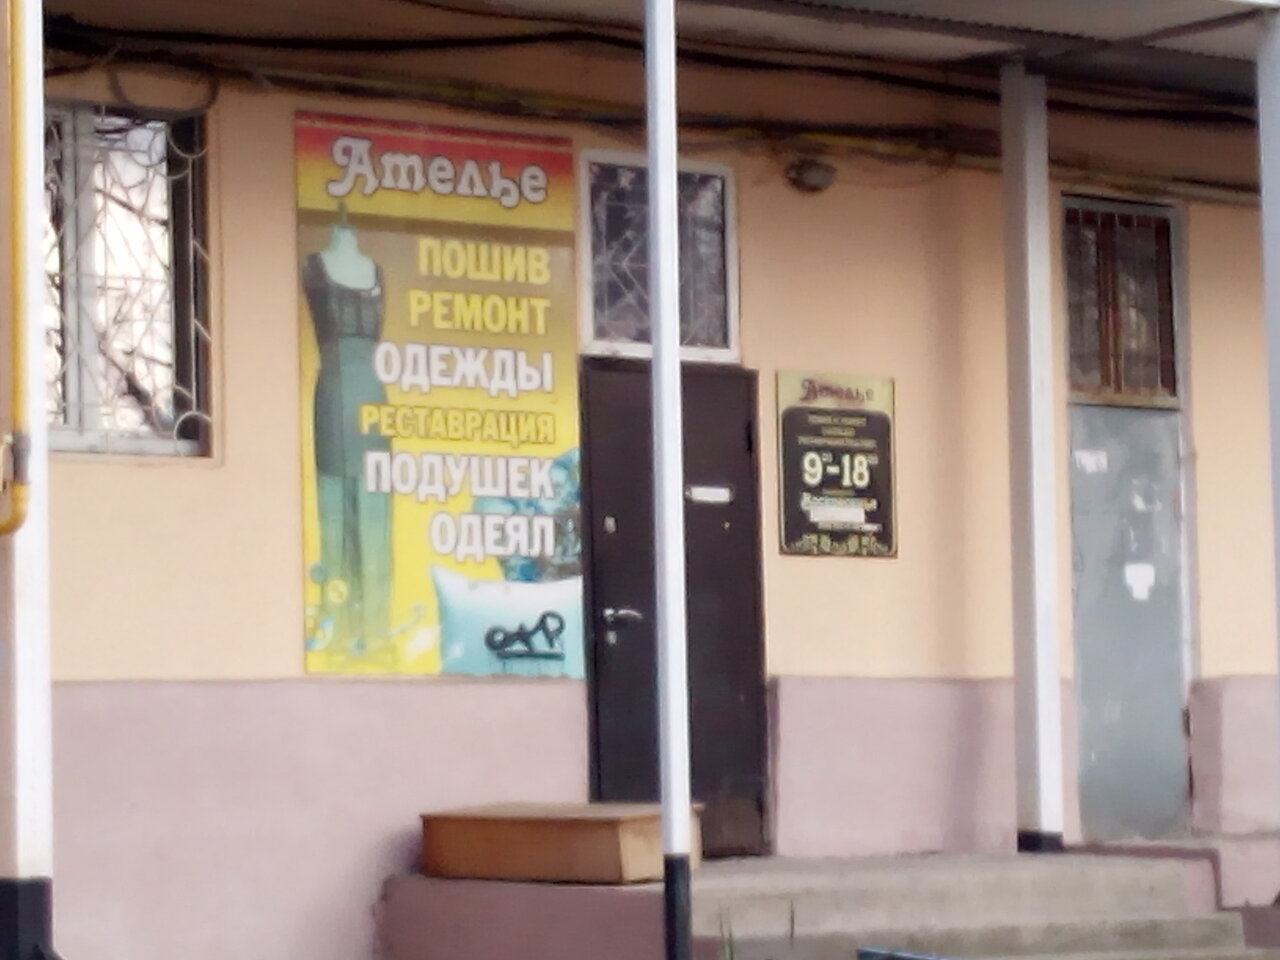 Ателье
ПОШИВ
РЕМОНТ
ОДЕЖДЫ
РЕСТАВРАЦИЯ
ПОДУШЕК
ОДЕЯЛ
Ателье
9-18